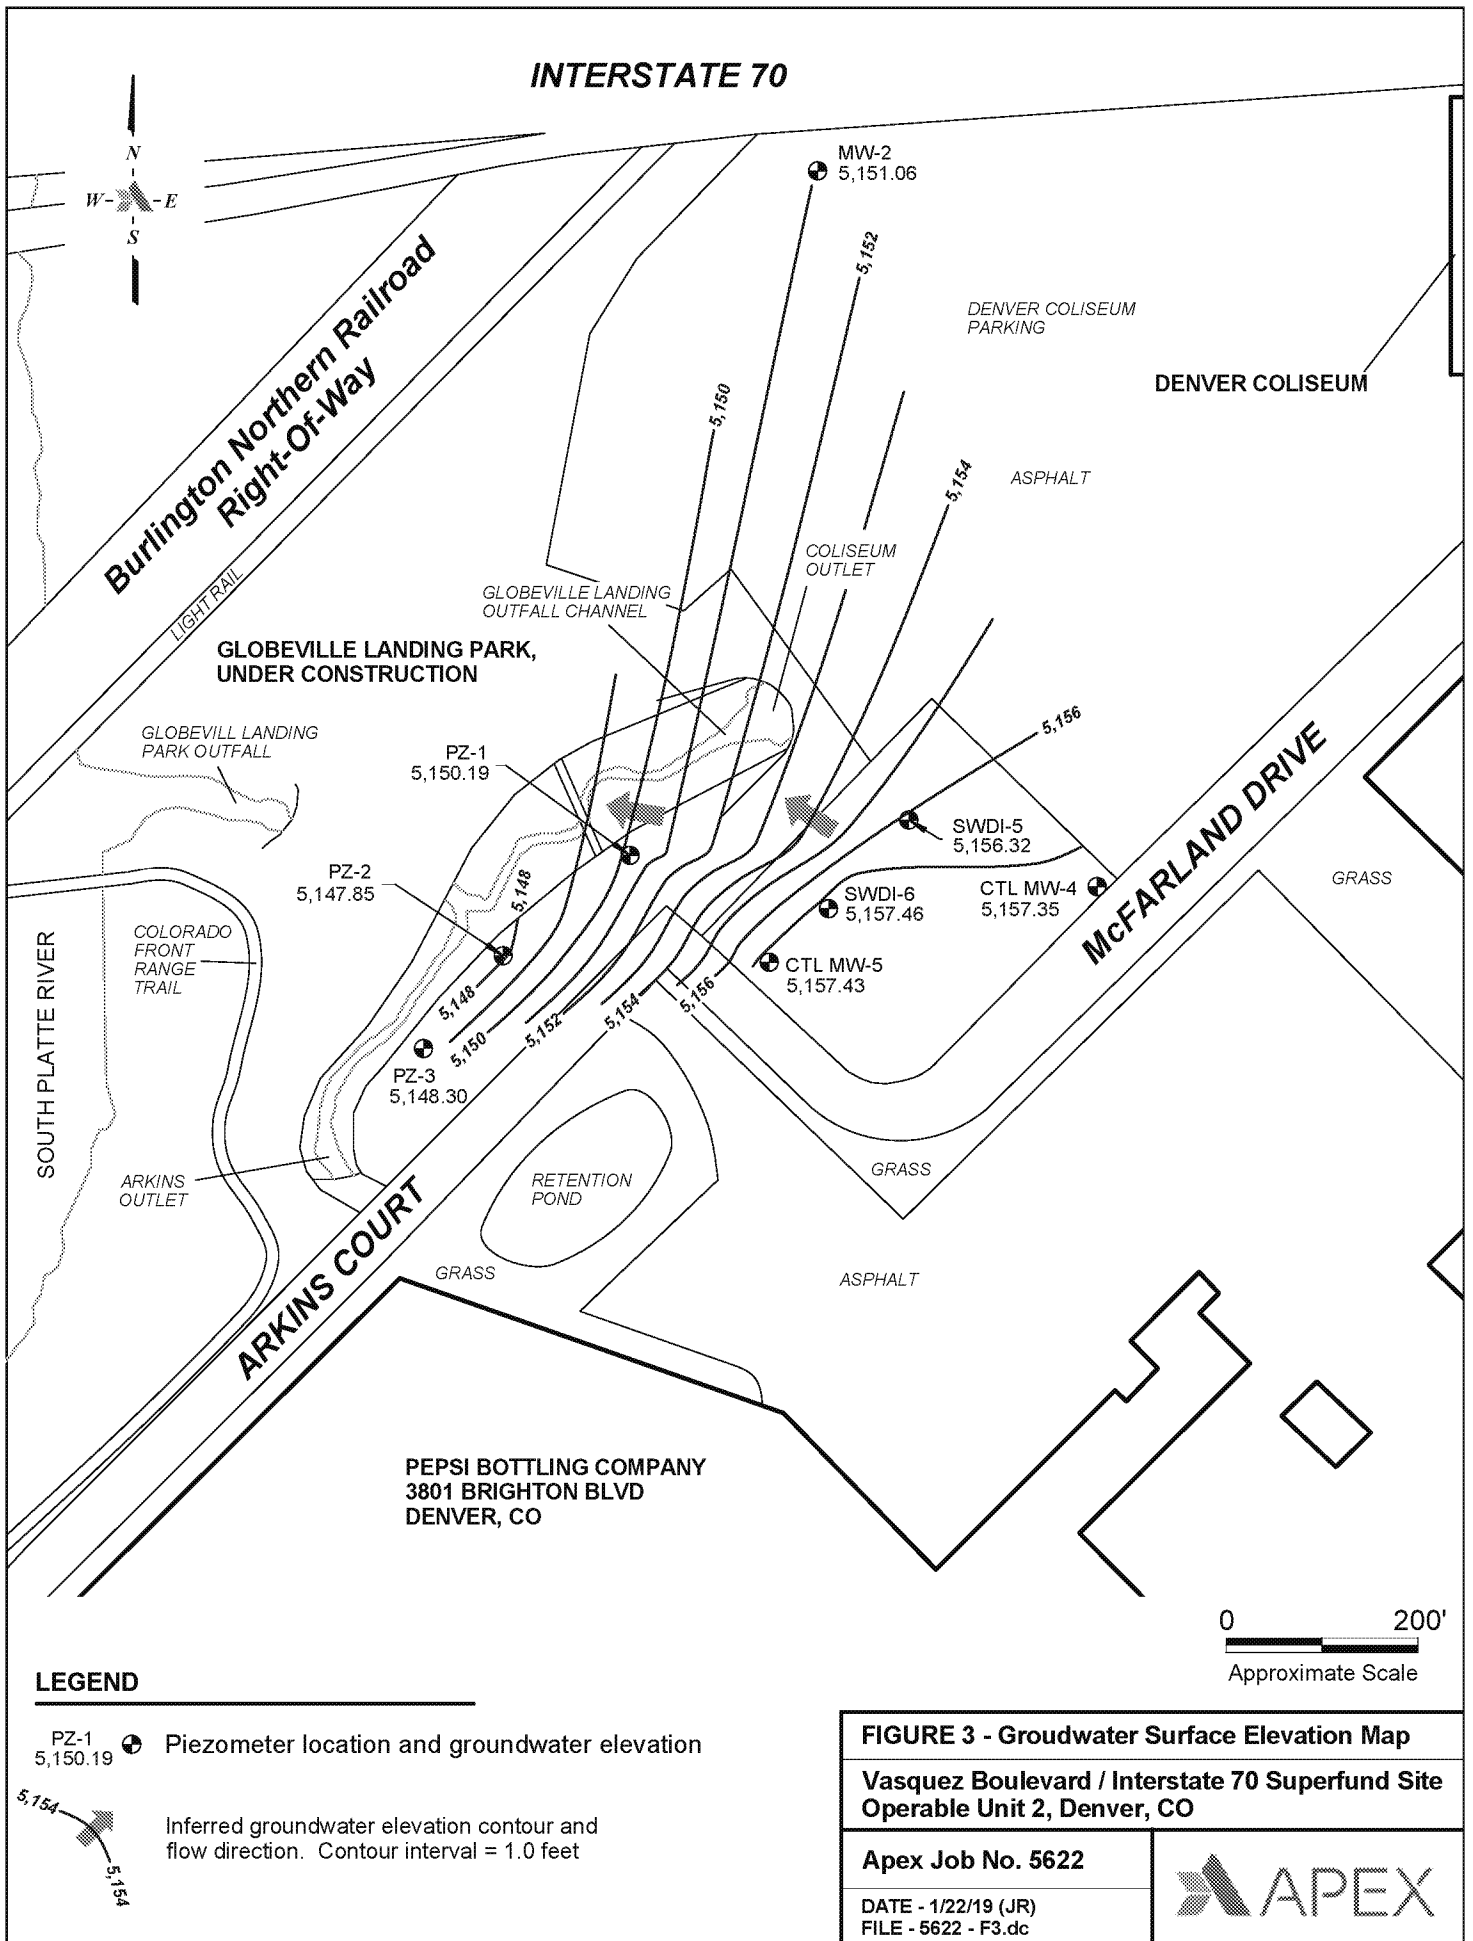 INTERSTATE 70
N
W
E
S
MW-2
5,151.06
5,152
Burlington Northern Railroad
Right-Of-Way
DENVER COLISEUM
PARKING
DENVER COLISEUM
5,150
5,154
ASPHALT
COLISEUM
OUTLET
GLOBEVILLE LANDING
OUTFALL CHANNEL
LIGHT RAIL
GLOBEVILLE LANDING PARK,
UNDER CONSTRUCTION
GLOBEVILL LANDING
PARK OUTFALL
PZ-1
5,150.19
5,156
McFARLAND DRIVE
SWDI-5
5,156.32
PZ-2
5,147.85
5,148
SWDI-6
5,157.46
CTL MW-4
5,157.35
GRASS
COLORADO
FRONT
RANGE
TRAIL
SOUTH PLATTE RIVER
CTL MW-5
5,157.43
5,148
5,150
5,152
5,154
5,156
PZ-3
5,148.30
ARKINS
OUTLET
RETENTION
POND
GRASS
ARKINS COURT
GRASS
ASPHALT
PEPSI BOTTLING COMPANY
3801 BRIGHTON BLVD
DENVER, CO
0 200'
Approximate Scale
LEGEND
PZ-1
5,150.19
Piezometer location and groundwater elevation
5,154
5,154
Inferred groundwater elevation contour and
flow direction. Contour interval = 1.0 feet
FIGURE 3 - Groudwater Surface Elevation Map
Vasquez Boulevard / Interstate 70 Superfund Site
Operable Unit 2, Denver, CO
Apex Job No. 5622
DATE - 1/22/19 (JR)
FILE - 5622 - F3.dc
APEX